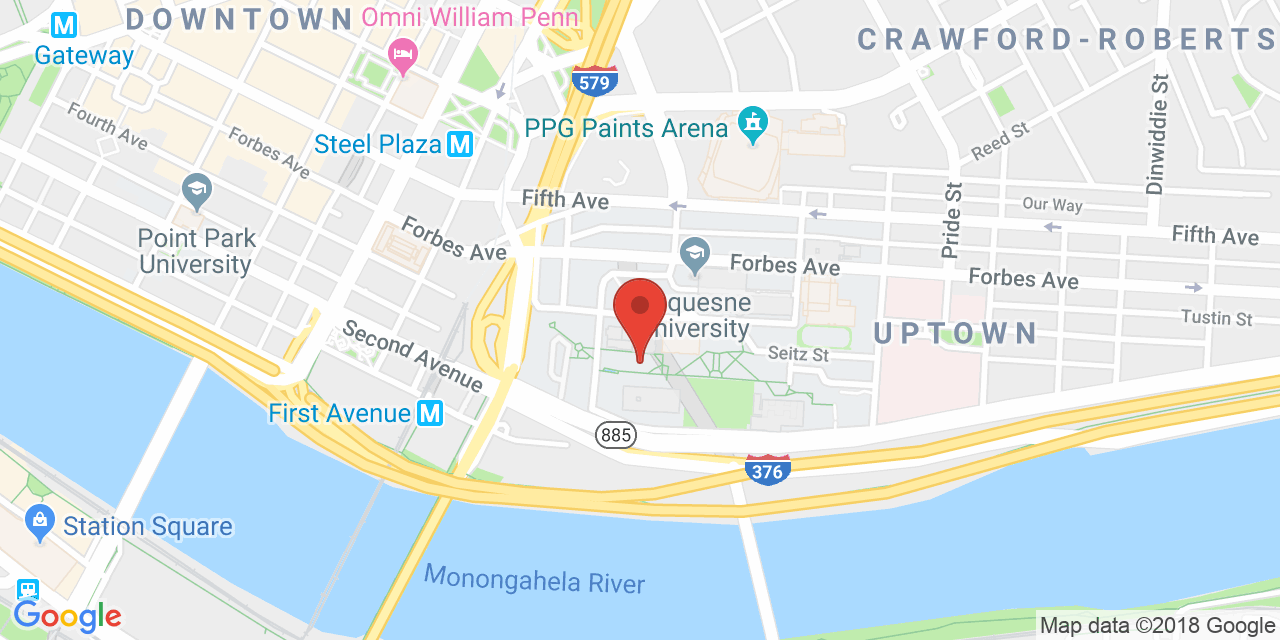 DOWNTOWN
Omni William Penn
Gateway
M
CRAWFORD-ROBERTS
579
PPG Paints Arena
Steel Plaza
M
Fourth Ave
Forbes Ave
Reed St
Dinwiddie St
Fifth Ave
Our Way
Pride St
Fifth Ave
Point Park
University
Forbes Ave
Forbes Ave
Forbes Ave
quesne
niversity
Tustin St
UPTOWN
Second Avenue
Seitz St
First Avenue
M
885
376
Station Square
Monongahela River
Google
Map data ©2018 Google